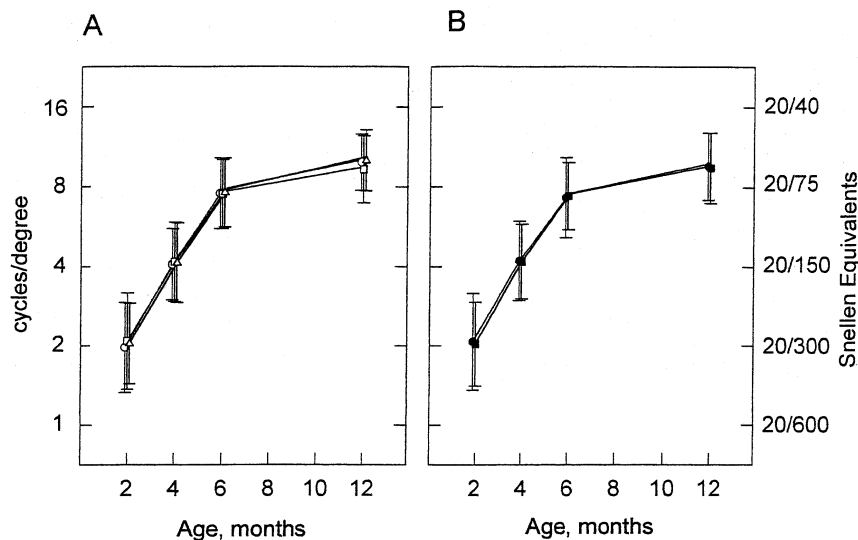 A
B
16
8
4
2
1
cycles/degree
2 4 6 8 10 12
Age, months
2 4 6 8 10 12
Age, months
20/40
20/75
20/150
20/300
20/600
Snellen Equivalents